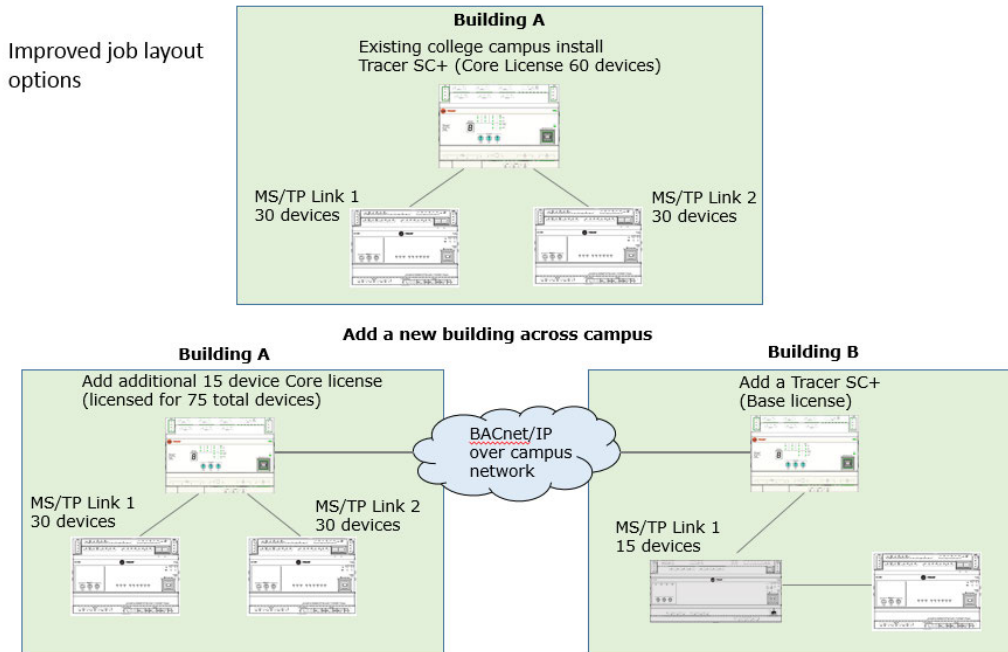 Improved job layout
options
Building A
Existing college campus install
Tracer SC+ (Core License 60 devices)
MS/TP Link 1
30 devices
MS/TP Link 2
30 devices
Add a new building across campus
Building A
Add additional 15 device Core license
(licensed for 75 total devices)
MS/TP Link 1
30 devices
MS/TP Link 2
30 devices
BACnet/IP
over campus
network
Building B
Add a Tracer SC+
(Base license)
MS/TP Link 1
15 devices